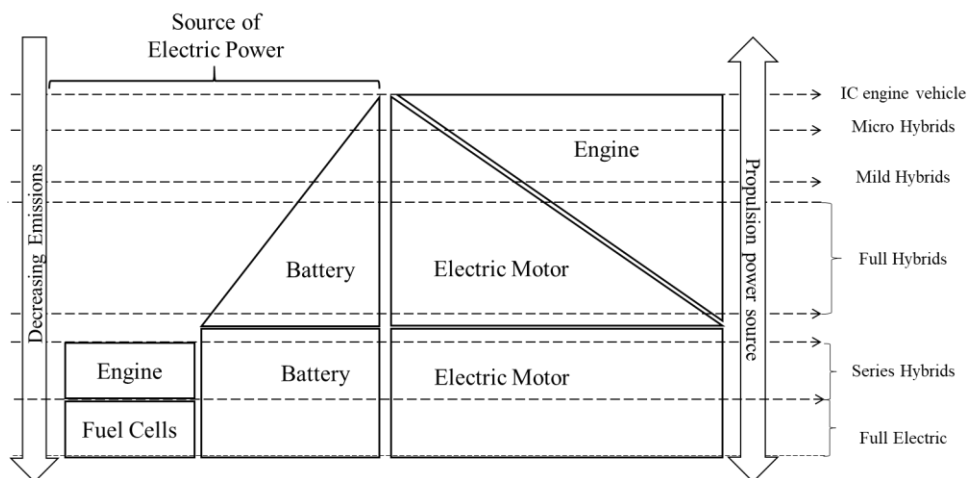 Source of
Electric Power
IC engine vehicle
Micro Hybrids
Engine
Mild Hybrids
Decreasing Emissions
Propulsion power source
Battery
Electric Motor
Full Hybrids
Engine
Battery
Electric Motor
Series Hybrids
Fuel Cells
Full Electric